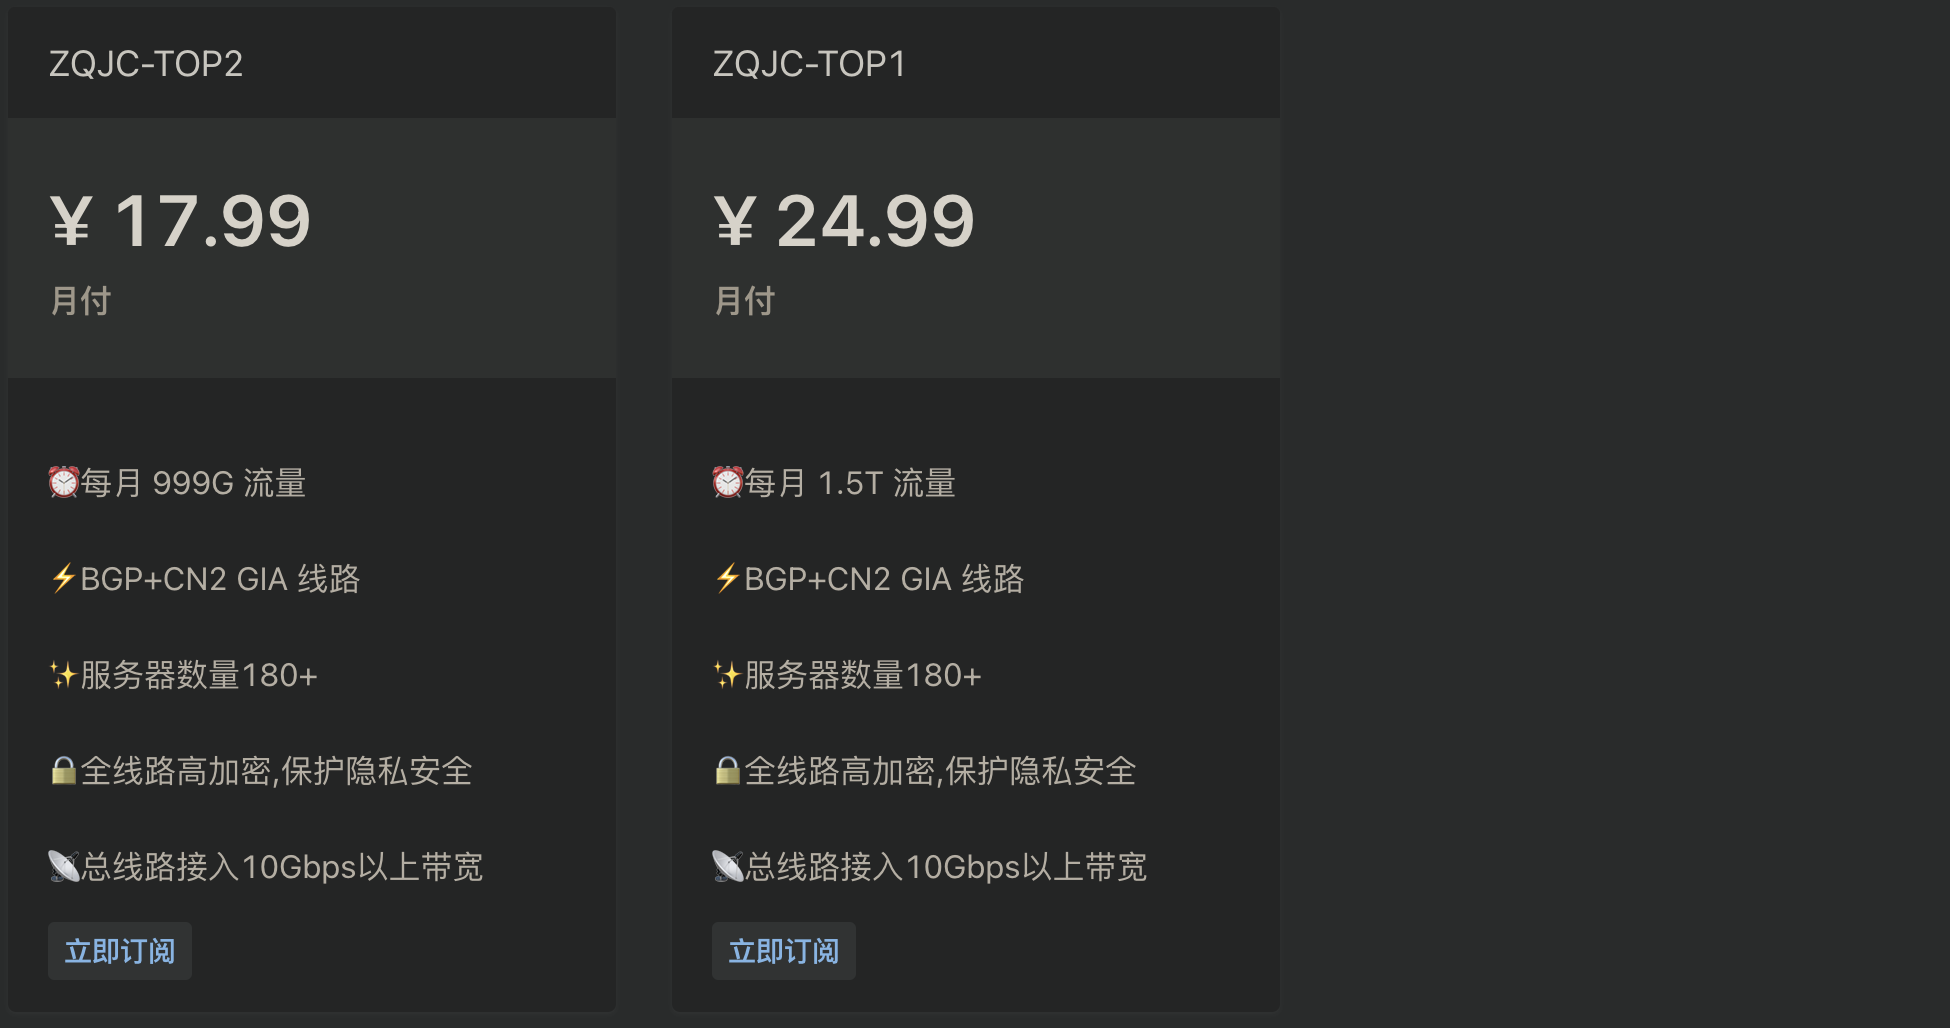 ZQJC-TOP2
¥ 17.99
月付
⏰每月 999G 流量
⚡BGP+CN2 GIA 线路
✨服务器数量180+
🔒全线路高加密,保护隐私安全
📡总线路接入10Gbps以上带宽
立即订阅
ZQJC-TOP1
¥ 24.99
月付
⏰每月 1.5T 流量
⚡BGP+CN2 GIA 线路
✨服务器数量180+
🔒全线路高加密,保护隐私安全
📡总线路接入10Gbps以上带宽
立即订阅